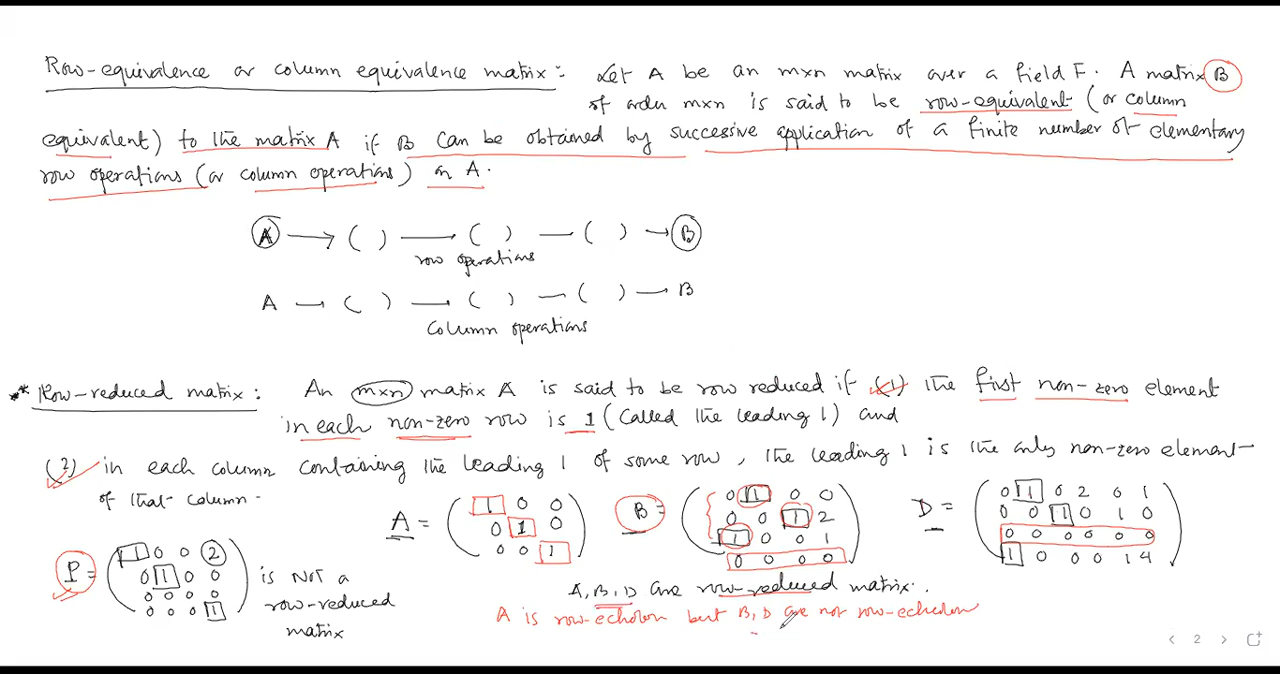 Row-equivalence or column equivalence matrix: Let A be an mxn matrix over a field F. A matrix B
of order mxn is said to be row-equivalent (or column
equivalent) to the matrix A if B can be obtained by successive application of a finite number of elementary
row operations (or column operations) on A.
A → ( ) → ( ) — ( ) → B
row operations
A → ( ) → ( ) — ( ) → B
column operations
** Row-reduced matrix: An mxn matrix A is said to be row reduced if (1) the first non-zero element
in each non-zero row is 1 (called the leading 1) and
(2) in each column containing the leading 1 of some row, the leading 1 is the only non-zero element
of that column.
A = ( 1 0 0
0 1 0
0 0 1 )
B = ( 0 1 0 0
0 0 1 2
1 0 0 1
0 0 0 0 )
D = ( 0 1 0 2 0 1
0 0 1 0 1 0
0 0 0 0 0 0
1 0 0 0 1 4 )
P = ( 1 0 0 2
0 1 0 0
0 0 0 0
0 0 0 1 )
is NOT a
row-reduced
matrix
A, B, D are row-reduced matrix.
A is row-echolon but B, D are not row-echelon
< 2 >